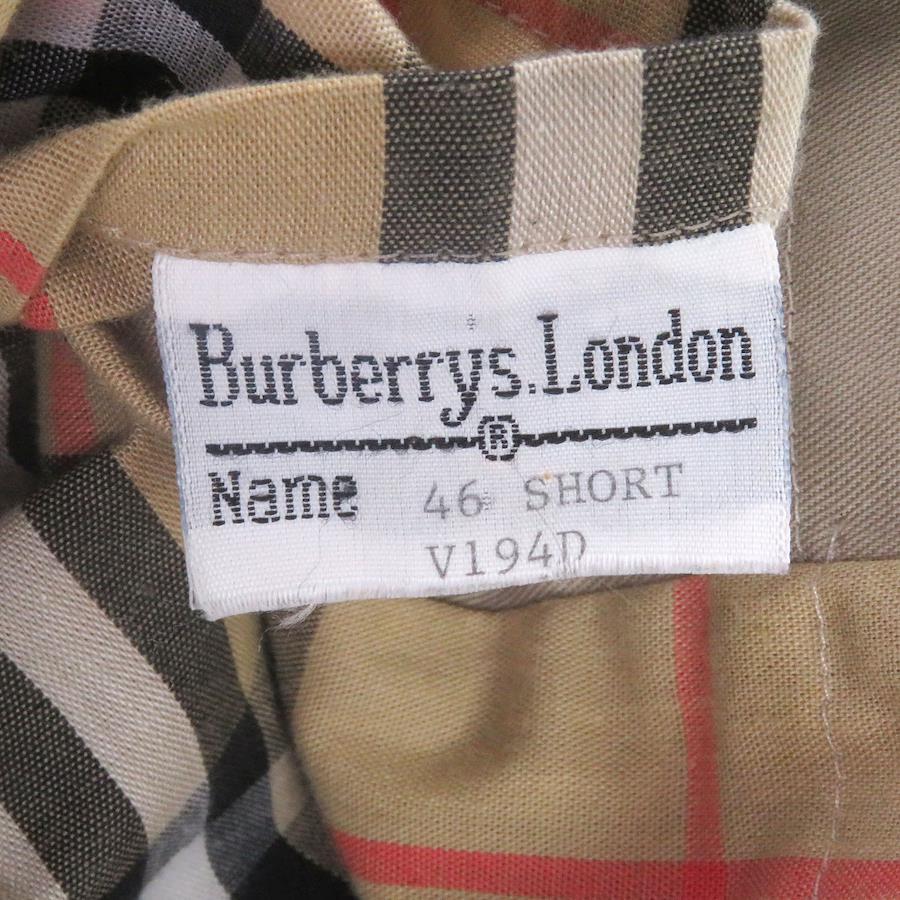 Burberrys.London
®
Name 46 SHORT
V194D